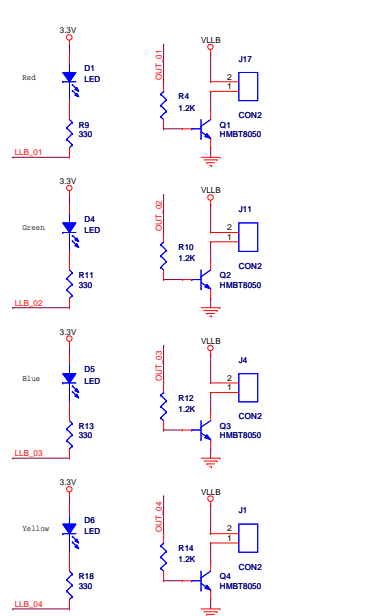 3.3V
Red
D1
LED
R9
330
LLB_01
OUT_01
R4
1.2K
VLLB
J17
2
1
CON2
Q1
HMBT8050
3.3V
Green
D4
LED
R11
330
LLB_02
OUT_02
R10
1.2K
VLLB
J11
2
1
CON2
Q2
HMBT8050
3.3V
Blue
D5
LED
R13
330
LLB_03
OUT_03
R12
1.2K
VLLB
J4
2
1
CON2
Q3
HMBT8050
3.3V
Yellow
D6
LED
R18
330
LLB_04
OUT_04
R14
1.2K
VLLB
J1
2
1
CON2
Q4
HMBT8050